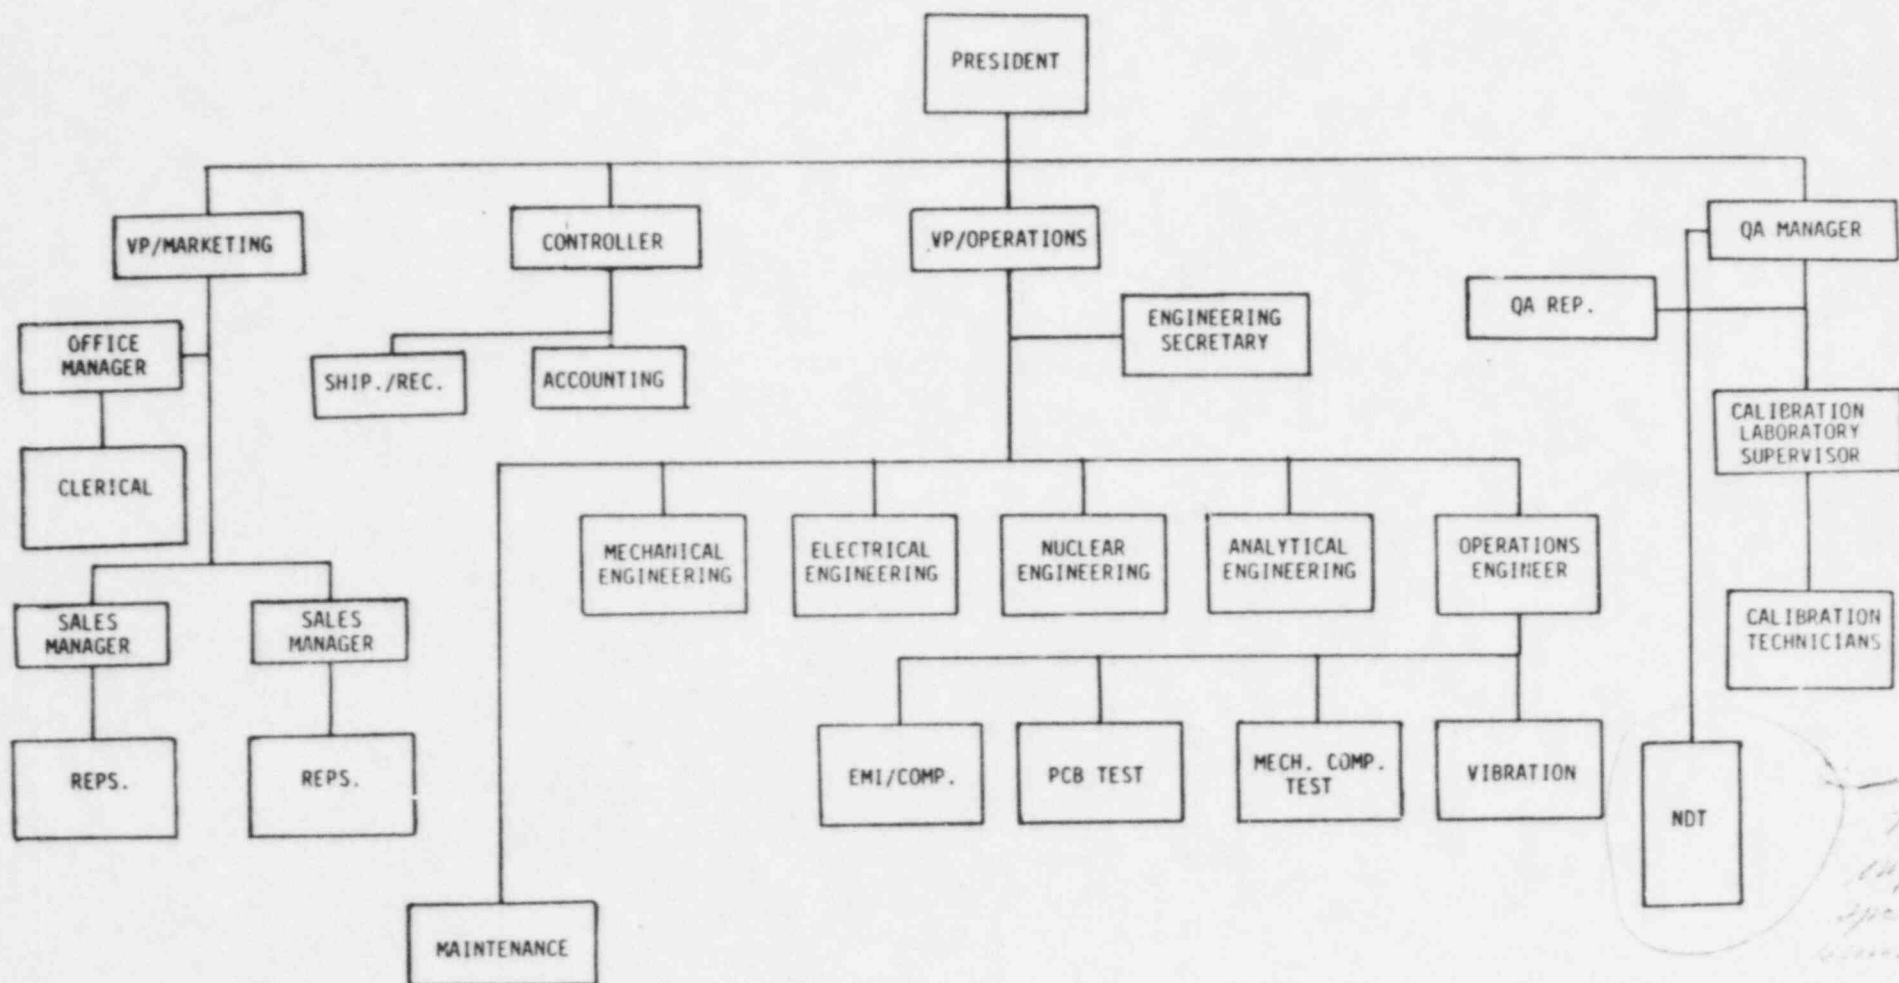 PRESIDENT
VP/MARKETING
CONTROLLER
VP/OPERATIONS
QA MANAGER
OFFICE
MANAGER
SHIP./REC.
ACCOUNTING
ENGINEERING
SECRETARY
QA REP.
CALIBRATION
LABORATORY
SUPERVISOR
CLERICAL
MECHANICAL
ENGINEERING
ELECTRICAL
ENGINEERING
NUCLEAR
ENGINEERING
ANALYTICAL
ENGINEERING
OPERATIONS
ENGINEER
SALES
MANAGER
SALES
MANAGER
CALIBRATION
TECHNICIANS
REPS.
REPS.
EMI/COMP.
PCB TEST
MECH. COMP.
TEST
VIBRATION
NDT
MAINTENANCE